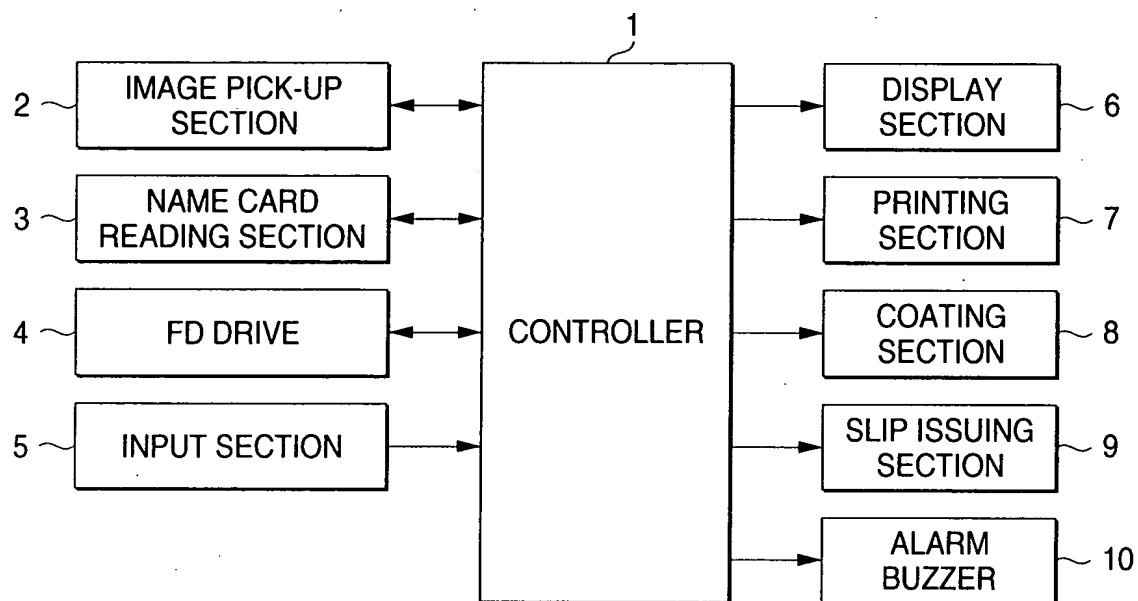 1
2
IMAGE PICK-UP
SECTION
3
NAME CARD
READING SECTION
4
FD DRIVE
5
INPUT SECTION
CONTROLLER
DISPLAY
SECTION
6
PRINTING
SECTION
7
COATING
SECTION
8
SLIP ISSUING
SECTION
9
ALARM
BUZZER
10